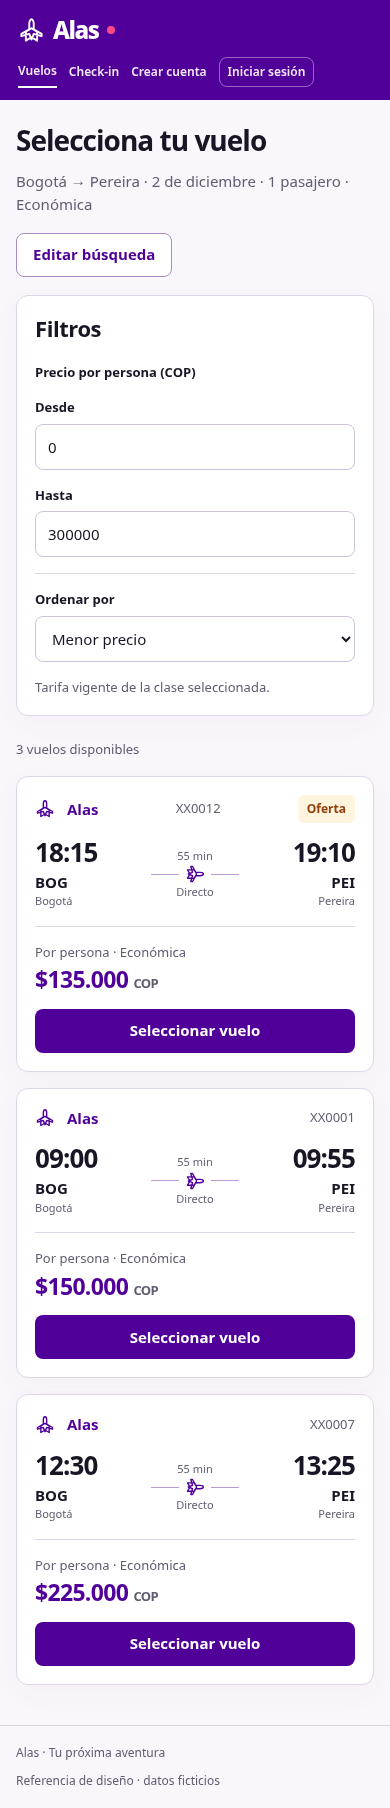 Alas
Vuelos Check-in Crear cuenta Iniciar sesión
Selecciona tu vuelo
Bogotá → Pereira · 2 de diciembre · 1 pasajero ·
Económica
Editar búsqueda
Filtros
Precio por persona (COP)
Desde
0
Hasta
300000
Ordenar por
Menor precio
Tarifa vigente de la clase seleccionada.
3 vuelos disponibles
Alas XX0012 Oferta
18:15 55 min 19:10
BOG Directo PEI
Bogotá Pereira
Por persona · Económica
$135.000 COP
Seleccionar vuelo
Alas XX0001
09:00 55 min 09:55
BOG Directo PEI
Bogotá Pereira
Por persona · Económica
$150.000 COP
Seleccionar vuelo
Alas XX0007
12:30 55 min 13:25
BOG Directo PEI
Bogotá Pereira
Por persona · Económica
$225.000 COP
Seleccionar vuelo
Alas · Tu próxima aventura
Referencia de diseño · datos ficticios